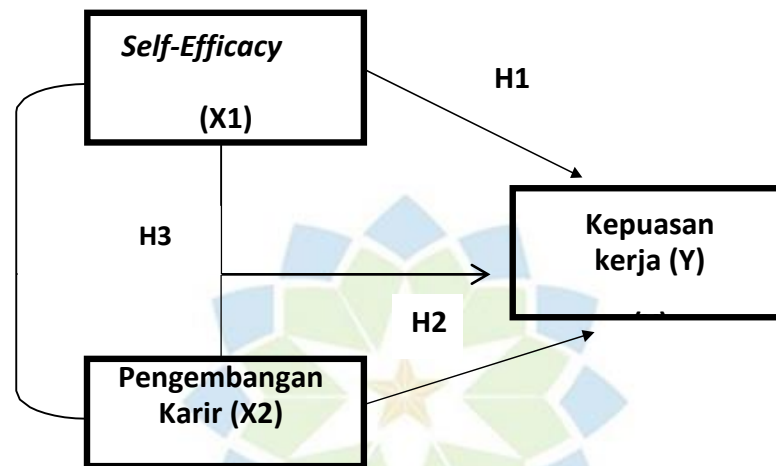 Self-Efficacy
(X1)
H1
Kepuasan
kerja (Y)
H3
H2
Pengembangan
Karir (X2)